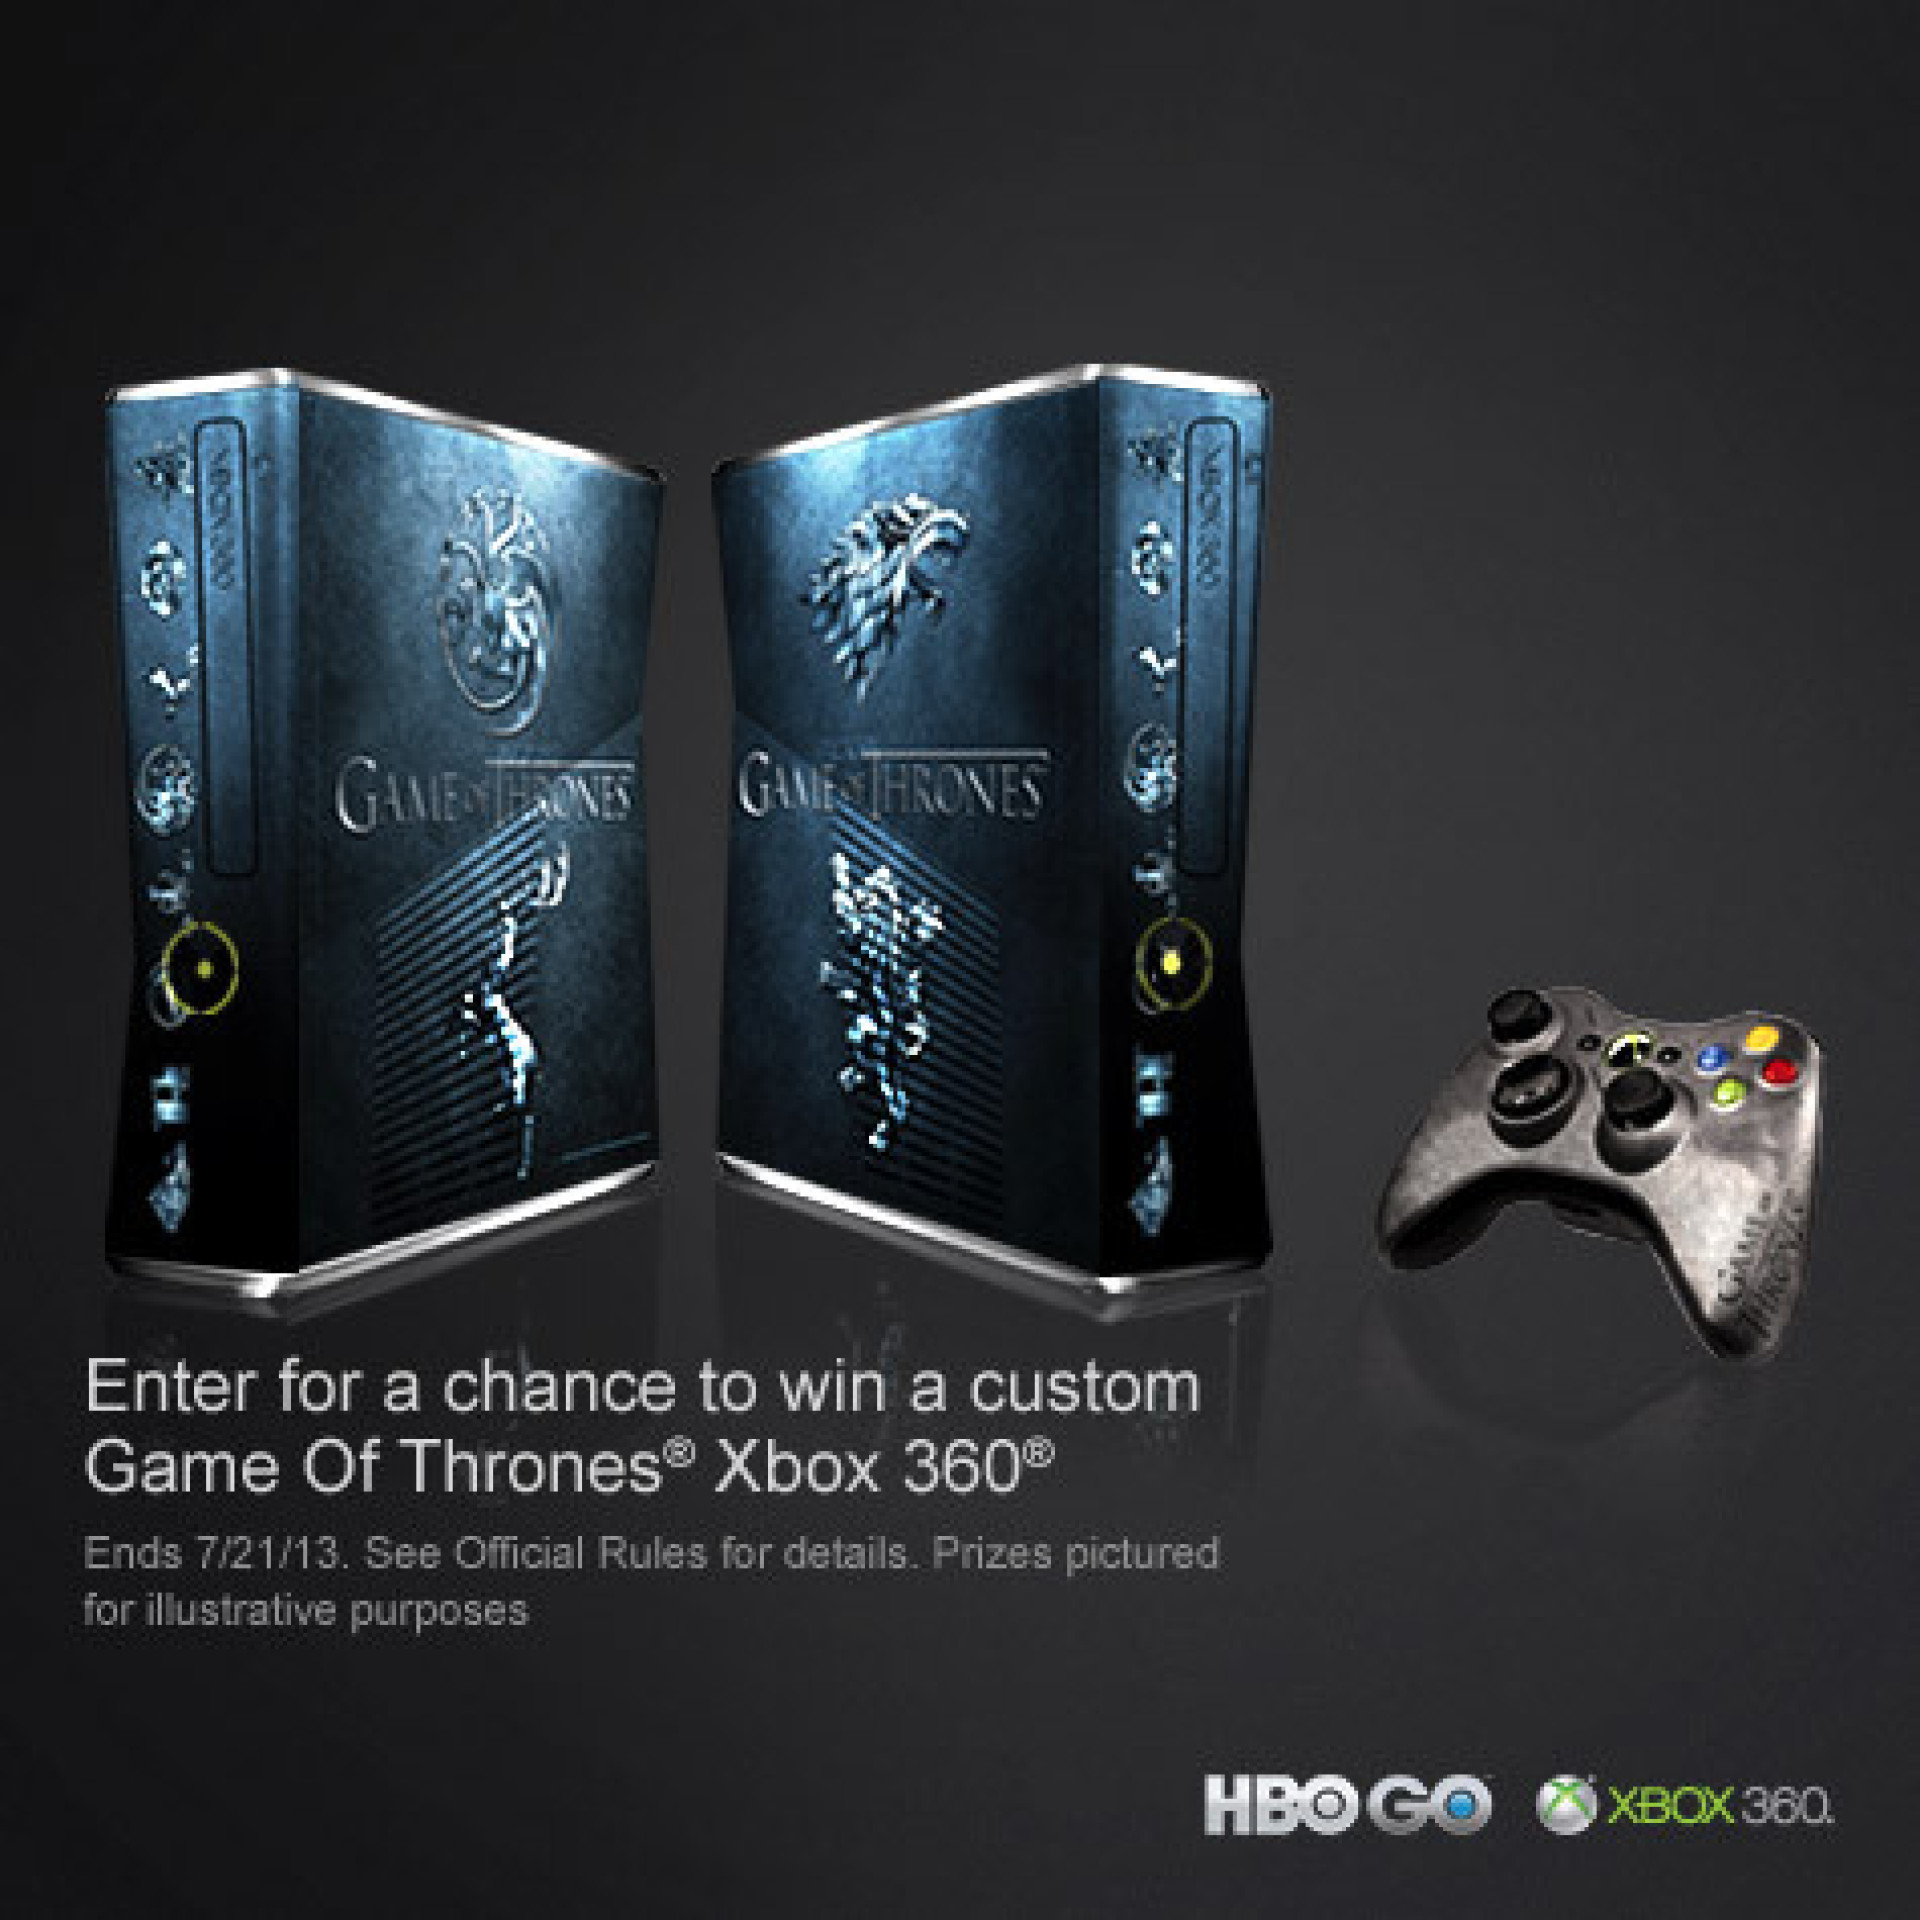 XBOX 360
XBOX 360
GAME OF THRONES
GAME OF THRONES
GAME OF
THRONES
Enter for a chance to win a custom
Game Of Thrones® Xbox 360®
Ends 7/21/13. See Official Rules for details. Prizes pictured
for illustrative purposes
HBO GO XBOX 360.